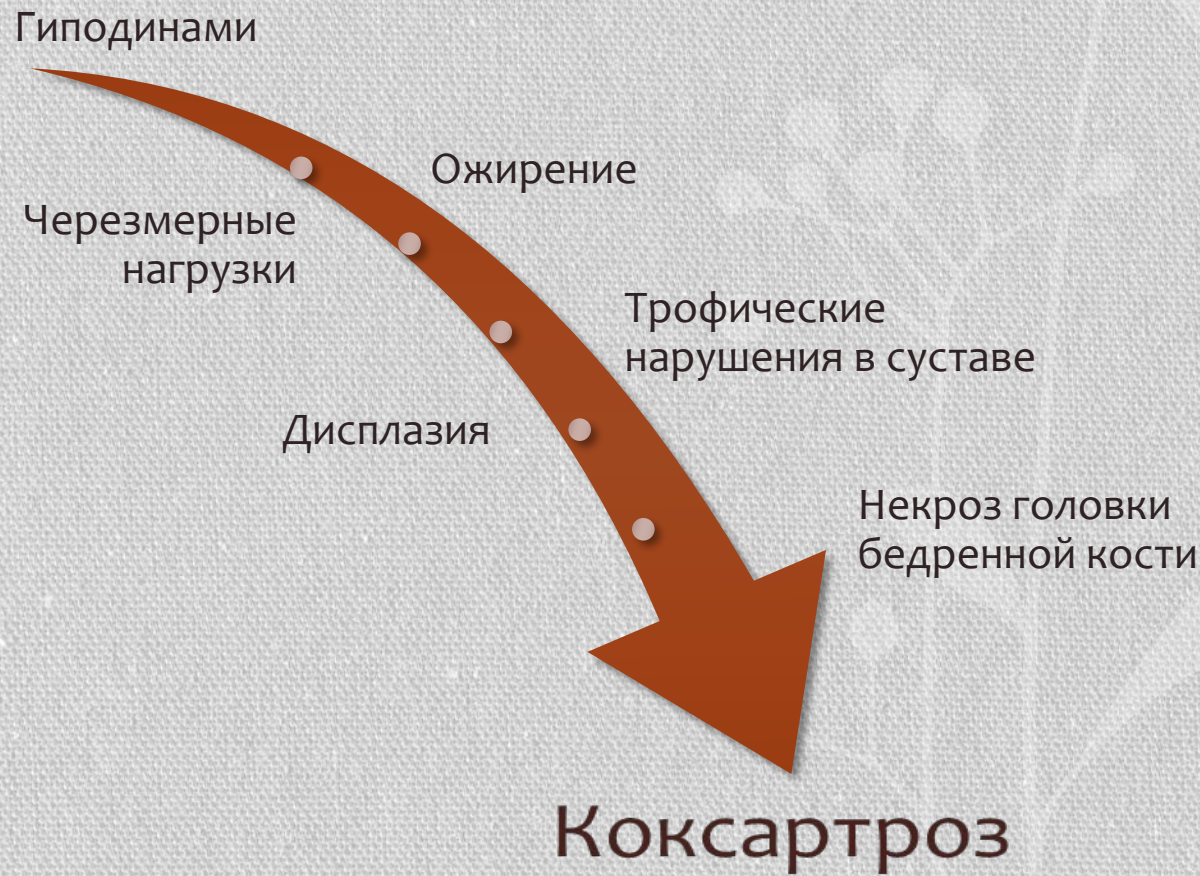 Гиподинами
Ожирение
Черезмерные
нагрузки
Трофические
нарушения в суставе
Дисплазия
Некроз головки
бедренной кости
Коксартроз